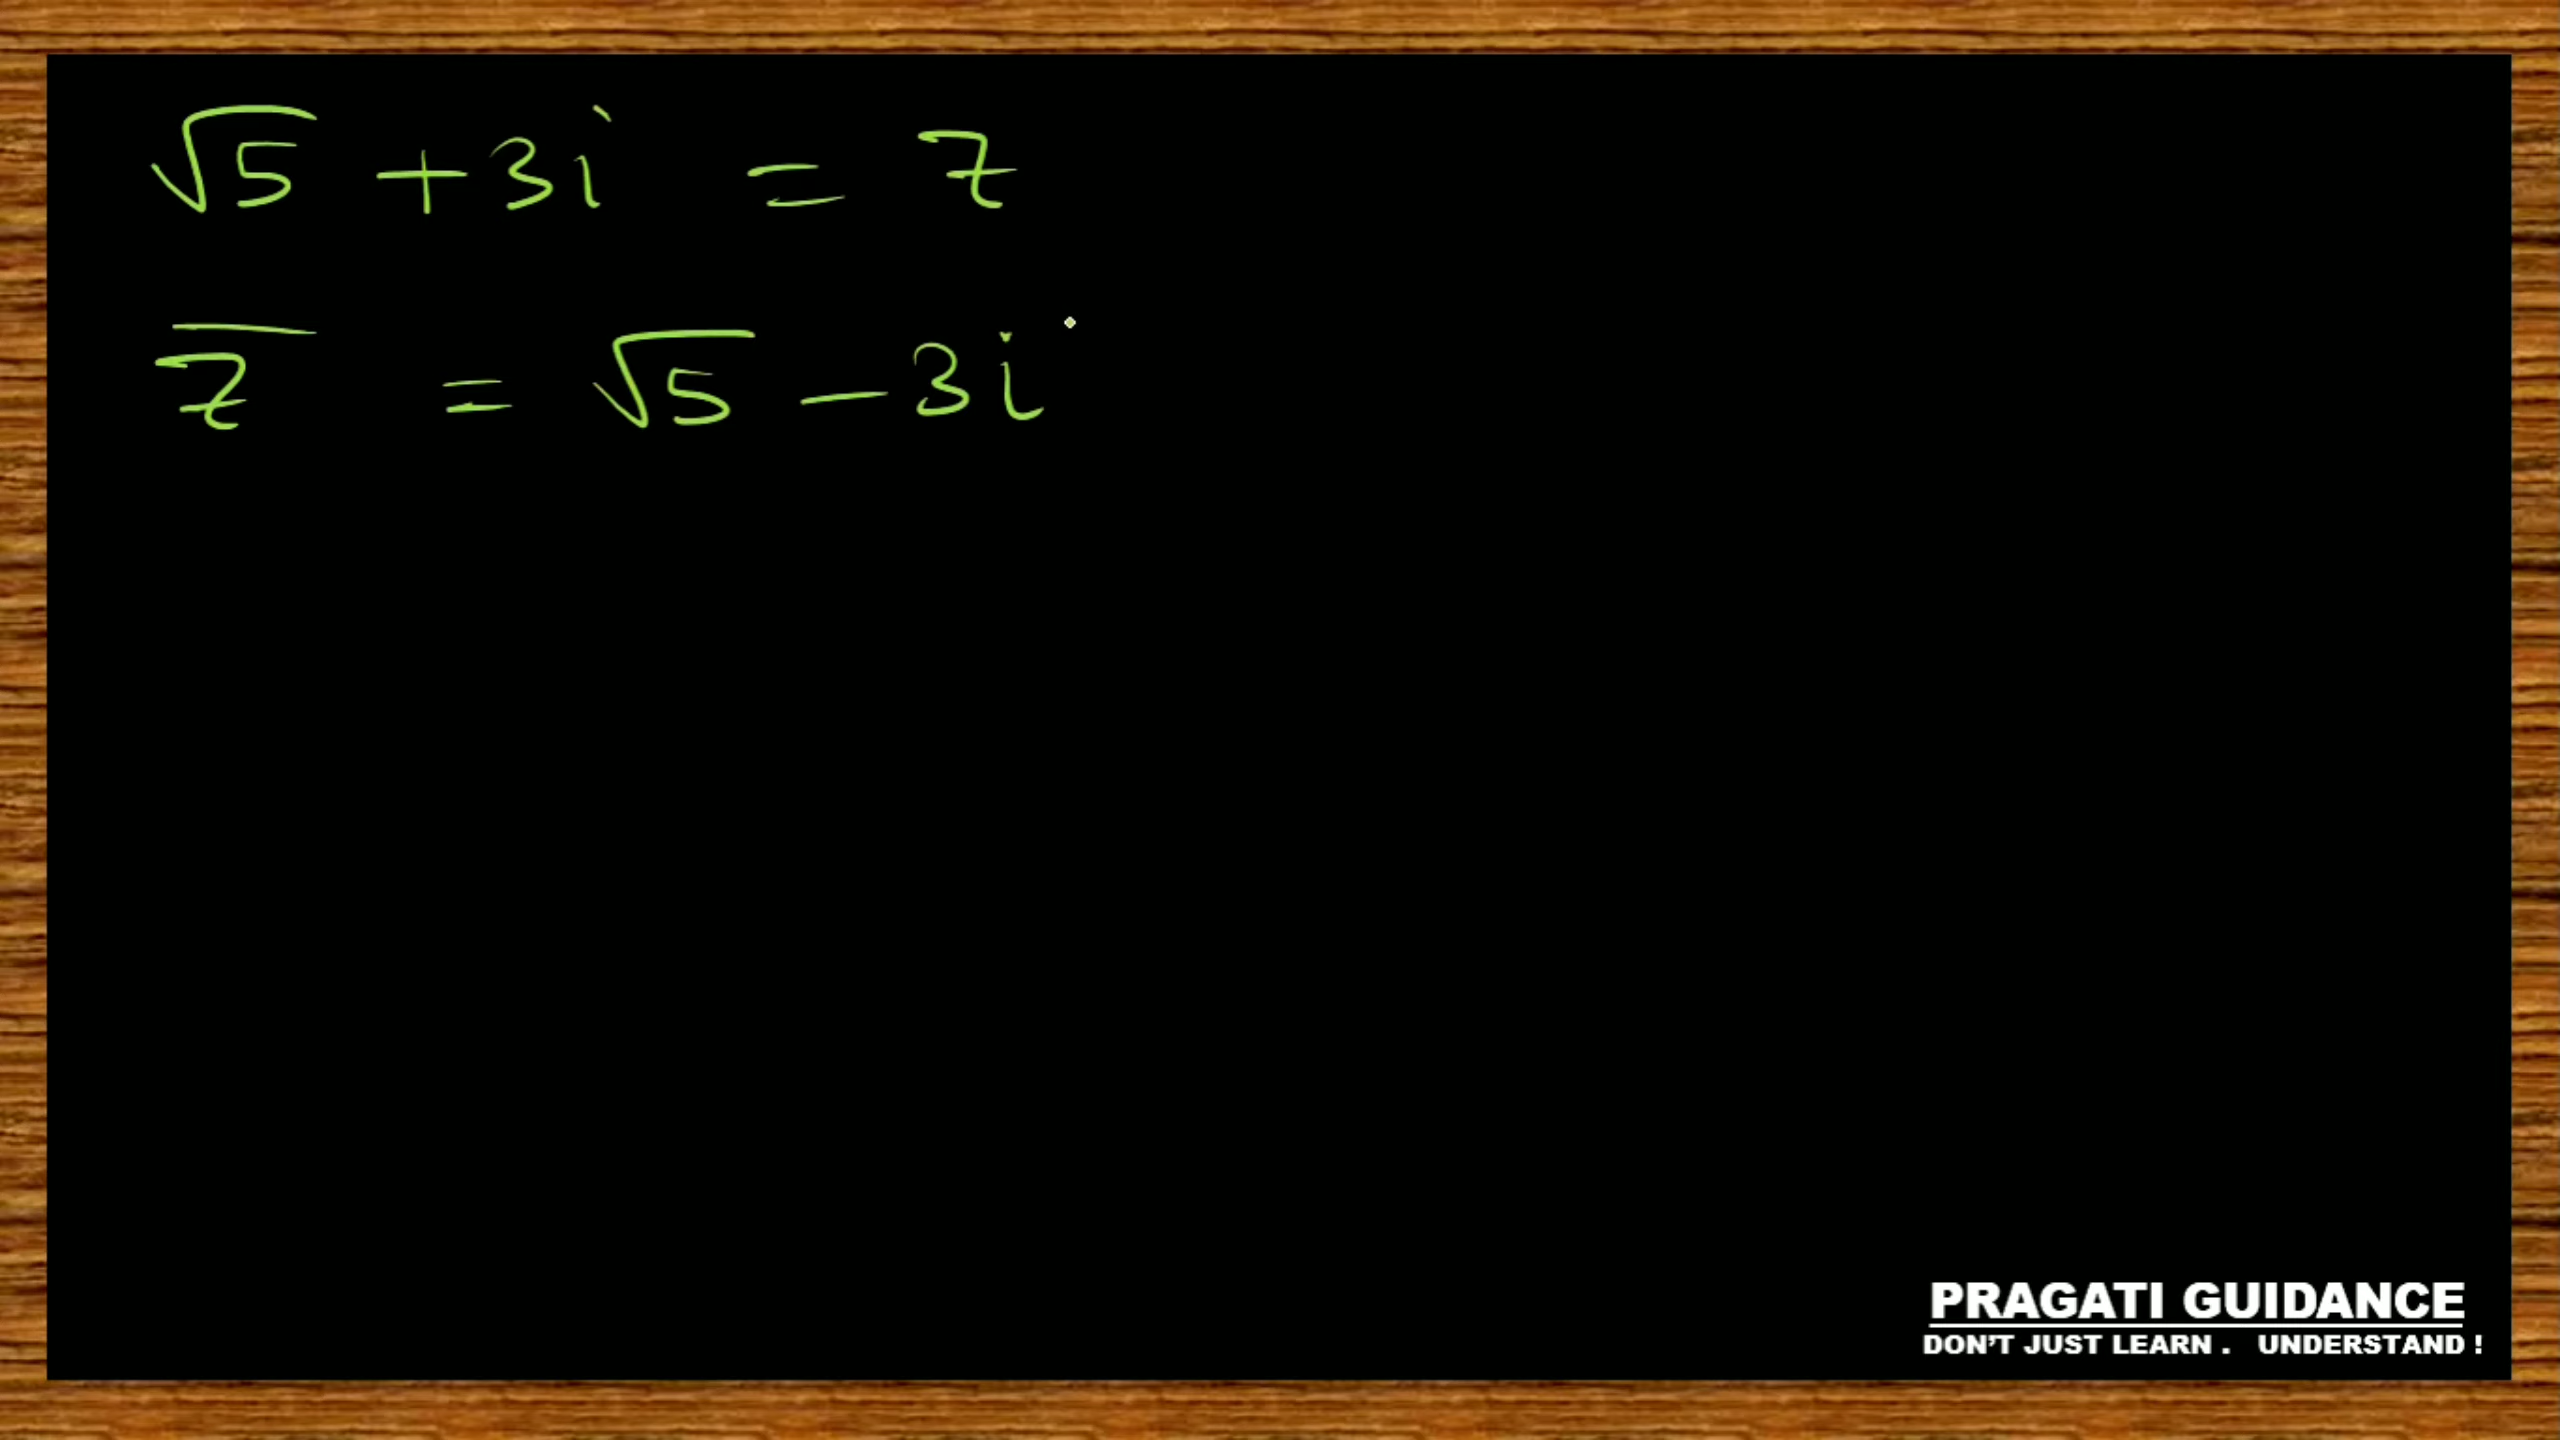 √5 + 3i = z
z̅ = √5 − 3i
PRAGATI GUIDANCE
DON'T JUST LEARN . UNDERSTAND !